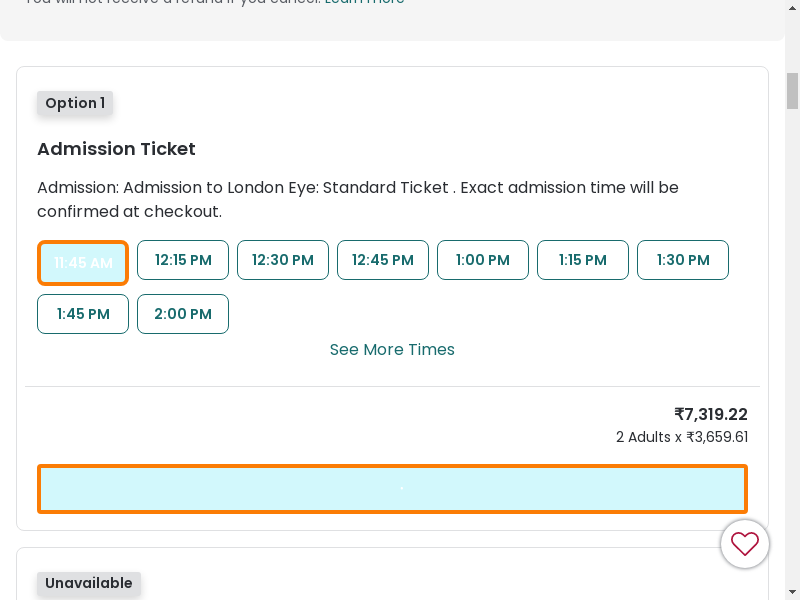 You will not receive a refund if you cancel. Learn more
Option 1
Admission Ticket
Admission: Admission to London Eye: Standard Ticket . Exact admission time will be
confirmed at checkout.
11:45 AM 12:15 PM 12:30 PM 12:45 PM 1:00 PM 1:15 PM 1:30 PM
1:45 PM 2:00 PM
See More Times
₹7,319.22
2 Adults x ₹3,659.61
Unavailable